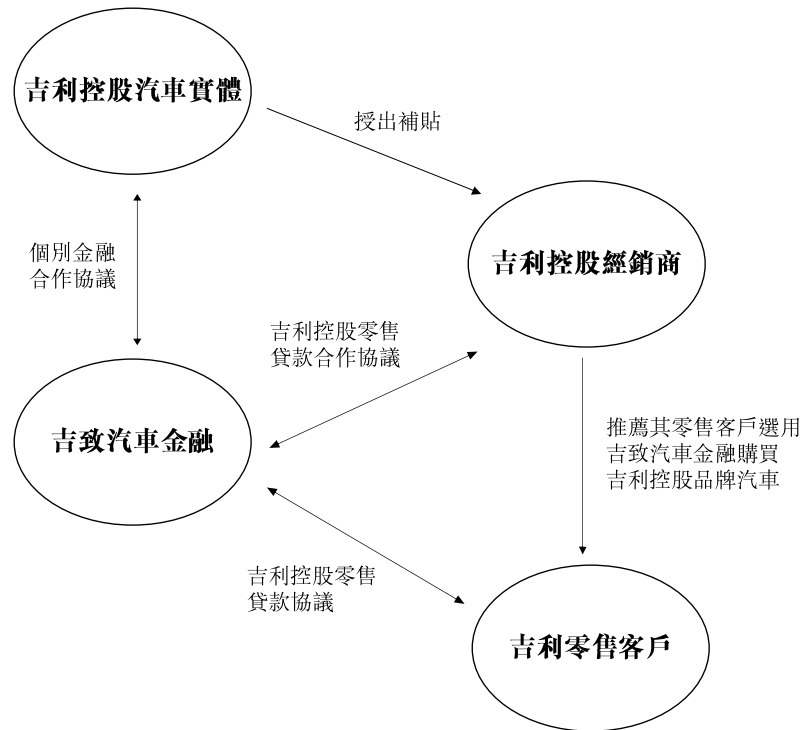 吉利控股汽車實體
授出補貼
個別金融
合作協議
吉利控股經銷商
吉利控股零售
貸款合作協議
吉致汽車金融
推薦其零售客戶選用
吉致汽車金融購買
吉利控股品牌汽車
吉利控股零售
貸款協議
吉利零售客戶